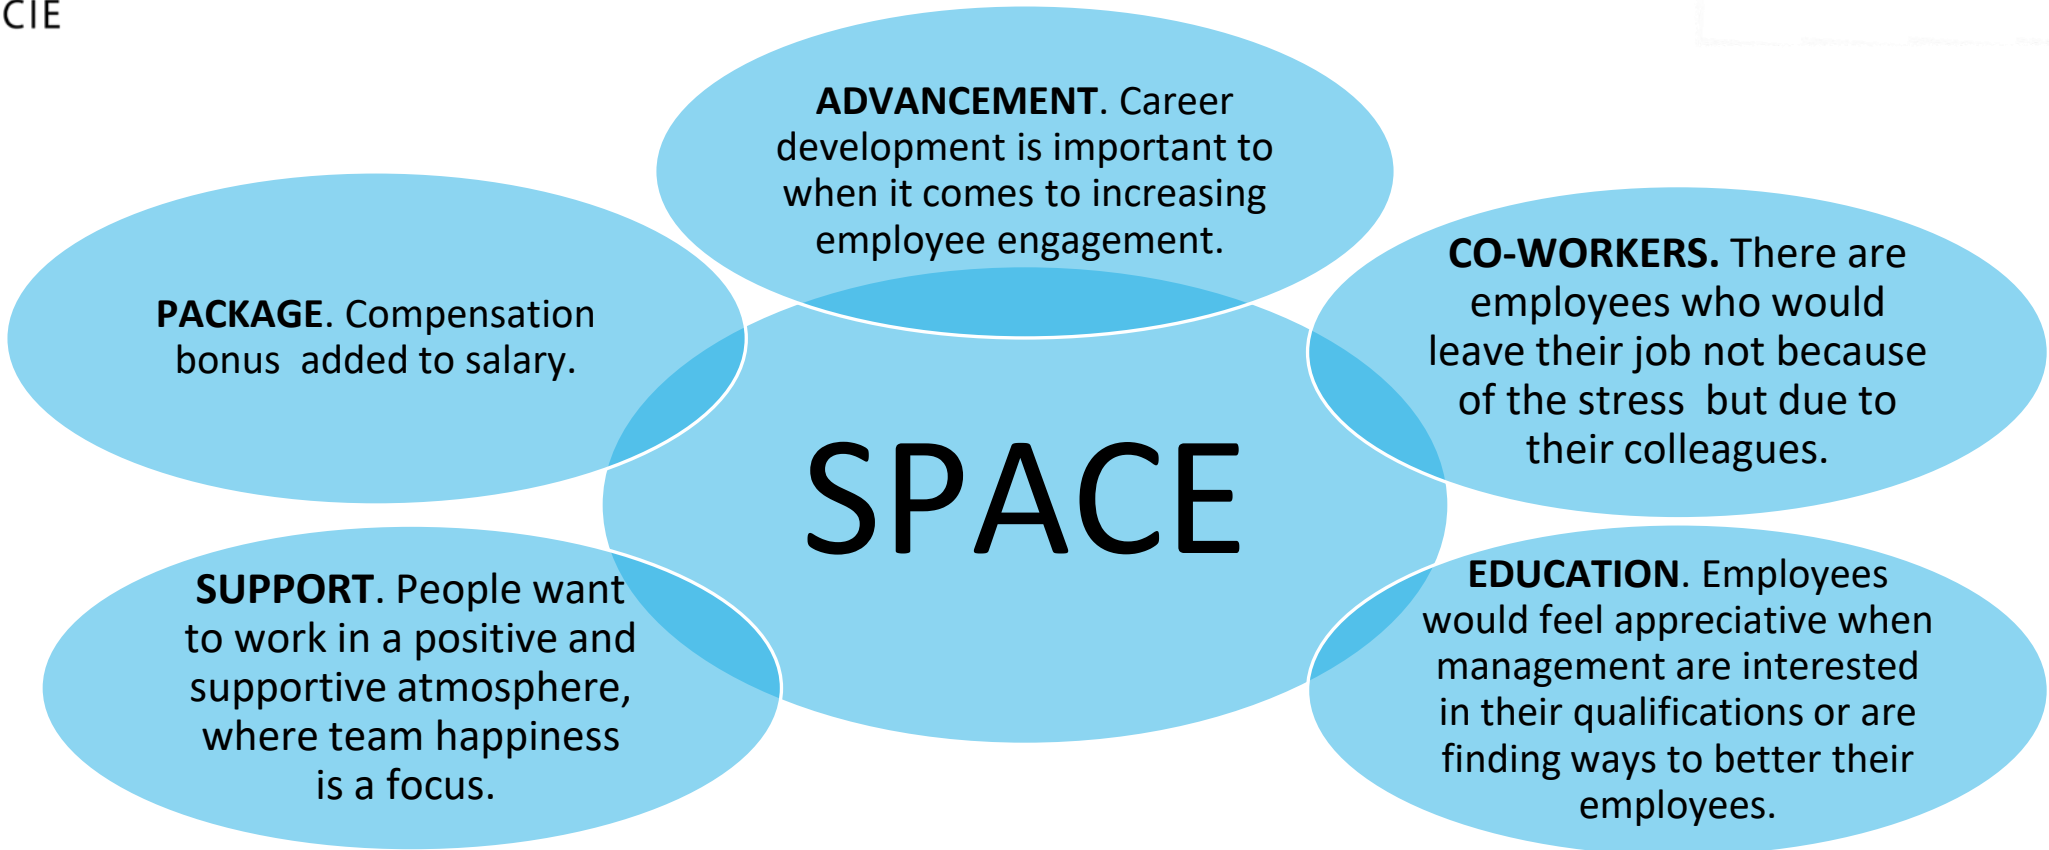 CIE
ADVANCEMENT. Career
development is important to
when it comes to increasing
employee engagement.
PACKAGE. Compensation
bonus  added to salary.
CO-WORKERS. There are
employees who would
leave their job not because
of the stress  but due to
their colleagues.
SPACE
SUPPORT. People want
to work in a positive and
supportive atmosphere,
where team happiness
is a focus.
EDUCATION. Employees
would feel appreciative when
management are interested
in their qualifications or are
finding ways to better their
employees.